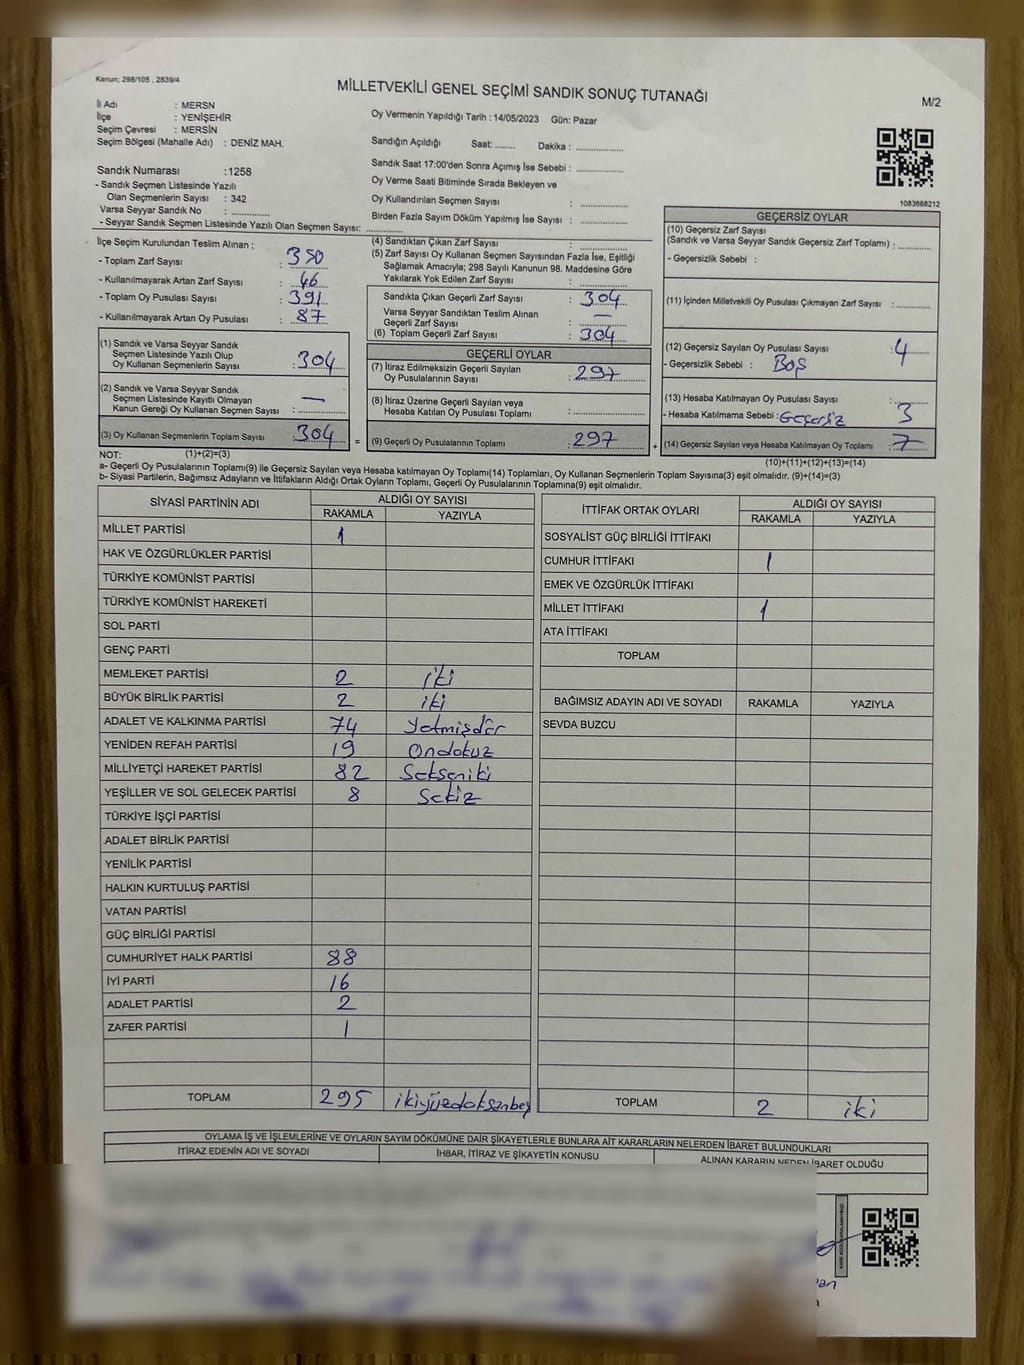 Kanun; 298/105 , 2839/4
MİLLETVEKİLİ GENEL SEÇİMİ SANDIK SONUÇ TUTANAĞI
M/2
İl Adı : MERSN
İlçe : YENİŞEHİR
Seçim Çevresi : MERSİN
Seçim Bölgesi (Mahalle Adı) : DENİZ MAH.
Sandık Numarası :1258
- Sandık Seçmen Listesinde Yazılı
Olan Seçmenlerin Sayısı : 342
Varsa Seyyar Sandık No : ..............
- Seyyar Sandık Seçmen Listesinde Yazılı Olan Seçmen Sayısı: ..............
Oy Vermenin Yapıldığı Tarih : 14/05/2023 Gün: Pazar
Sandığın Açıldığı Saat: ........ Dakika : ..............
Sandık Saat 17:00'den Sonra Açımış İse Sebebi : ..............
Oy Verme Saati Bitiminde Sırada Bekleyen ve
Oy Kullandırılan Seçmen Sayısı : ..............
Birden Fazla Sayım Döküm Yapılmış İse Sayısı : ..............
1083668212
İlçe Seçim Kurulundan Teslim Alınan ;
- Toplam Zarf Sayısı : 350
- Kullanılmayarak Artan Zarf Sayısı : 46
- Toplam Oy Pusulası Sayısı : 391
- Kullanılmayarak Artan Oy Pusulası : 87
(1) Sandık ve Varsa Seyyar Sandık
Seçmen Listesinde Yazılı Olup
Oy Kullanan Seçmenlerin Sayısı : 304
(2) Sandık ve Varsa Seyyar Sandık
Seçmen Listesinde Kayıtlı Olmayan
Kanun Gereği Oy Kullanan Seçmen Sayısı : —
(3) Oy Kullanan Seçmenlerin Toplam Sayısı : 304
(4) Sandıktan Çıkan Zarf Sayısı : ..............
(5) Zarf Sayısı Oy Kullanan Seçmen Sayısından Fazla İse, Eşitliği
Sağlamak Amacıyla; 298 Sayılı Kanunun 98. Maddesine Göre
Yakılarak Yok Edilen Zarf Sayısı : ..............
Sandıkta Çıkan Geçerli Zarf Sayısı : 304
Varsa Seyyar Sandıktan Teslim Alınan
Geçerli Zarf Sayısı : —
(6) Toplam Geçerli Zarf Sayısı : 304
GEÇERLİ OYLAR
(7) İtiraz Edilmeksizin Geçerli Sayılan
Oy Pusulalarının Sayısı : 297
(8) İtiraz Üzerine Geçerli Sayılan veya
Hesaba Katılan Oy Pusulası Toplamı : ..............
= (9) Geçerli Oy Pusulalarının Toplamı : 297 +
GEÇERSİZ OYLAR
(10) Geçersiz Zarf Sayısı
(Sandık ve Varsa Seyyar Sandık Geçersiz Zarf Toplamı) : ..........
- Geçersizlik Sebebi :
(11) İçinden Milletvekili Oy Pusulası Çıkmayan Zarf Sayısı : ..........
(12) Geçersiz Sayılan Oy Pusulası Sayısı : 4
- Geçersizlik Sebebi : Boş
(13) Hesaba Katılmayan Oy Pusulası Sayısı : 3
- Hesaba Katılmama Sebebi : Geçersiz
(14) Geçersiz Sayılan veya Hesaba Katılmayan Oy Toplamı : 7
NOT: (1)+(2)=(3)
(10)+(11)+(12)+(13)=(14)
a- Geçerli Oy Pusulalarının Toplamı(9) ile Geçersiz Sayılan veya Hesaba katılmayan Oy Toplamı(14) Toplamları, Oy Kullanan Seçmenlerin Toplam Sayısına(3) eşit olmalıdır. (9)+(14)=(3)
b- Siyasi Partilerin, Bağımsız Adayların ve İttifakların Aldığı Ortak Oyların Toplamı, Geçerli Oy Pusulalarının Toplamına(9) eşit olmalıdır.
SİYASİ PARTİNİN ADI ALDIĞI OY SAYISI
RAKAMLA YAZIYLA
MİLLET PARTİSİ 1
HAK VE ÖZGÜRLÜKLER PARTİSİ
TÜRKİYE KOMÜNİST PARTİSİ
TÜRKİYE KOMÜNİST HAREKETİ
SOL PARTİ
GENÇ PARTİ
MEMLEKET PARTİSİ 2 iki
BÜYÜK BİRLİK PARTİSİ 2 iki
ADALET VE KALKINMA PARTİSİ 74 Yetmişdör
YENİDEN REFAH PARTİSİ 19 Ondokuz
MİLLİYETÇİ HAREKET PARTİSİ 82 Sekseniki
YEŞİLLER VE SOL GELECEK PARTİSİ 8 Sekiz
TÜRKİYE İŞÇİ PARTİSİ
ADALET BİRLİK PARTİSİ
YENİLİK PARTİSİ
HALKIN KURTULUŞ PARTİSİ
VATAN PARTİSİ
GÜÇ BİRLİĞİ PARTİSİ
CUMHURİYET HALK PARTİSİ 88
İYİ PARTİ 16
ADALET PARTİSİ 2
ZAFER PARTİSİ 1
TOPLAM 295 ikiyüzdoksanbeş
İTTİFAK ORTAK OYLARI ALDIĞI OY SAYISI
RAKAMLA YAZIYLA
SOSYALİST GÜÇ BİRLİĞİ İTTİFAKI
CUMHUR İTTİFAKI 1
EMEK VE ÖZGÜRLÜK İTTİFAKI
MİLLET İTTİFAKI 1
ATA İTTİFAKI
TOPLAM
BAĞIMSIZ ADAYIN ADI VE SOYADI RAKAMLA YAZIYLA
SEVDA BUZCU
TOPLAM 2 iki
OYLAMA İŞ VE İŞLEMLERİNE VE OYLARIN SAYIM DÖKÜMÜNE DAİR ŞİKAYETLERLE BUNLARA AİT KARARLARIN NELERDEN İBARET BULUNDUKLARI
İTİRAZ EDENİN ADI VE SOYADI İHBAR, İTİRAZ VE ŞİKAYETİN KONUSU ALINAN KARARIN NEDEN İBARET OLDUĞU